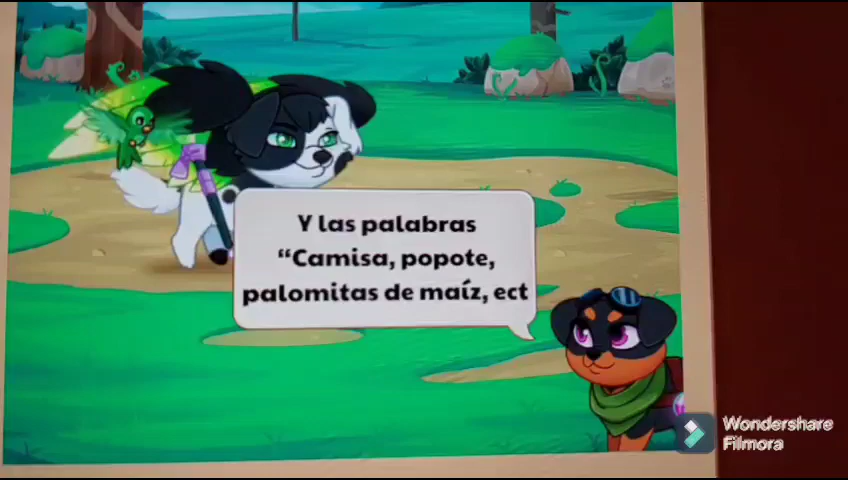 Y las palabras
“Camisa, popote,
palomitas de maíz, ect
Wondershare
Filmora